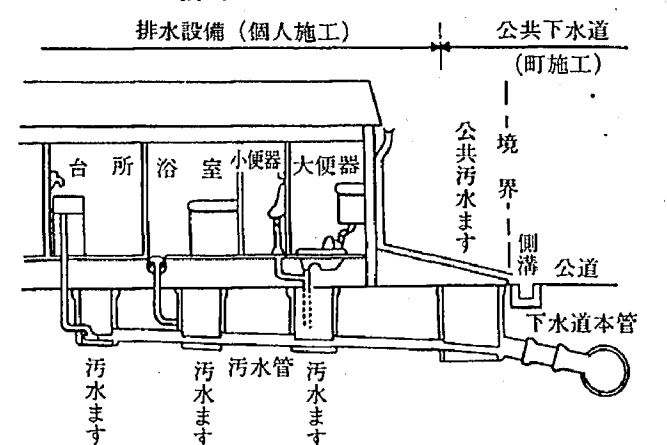 排水設備（個人施工）
公共下水道
（町施工）
台所
浴室
小便器
大便器
公共汚水ます
境界
側溝
公道
下水道本管
汚水ます
汚水ます
汚水管
汚水ます